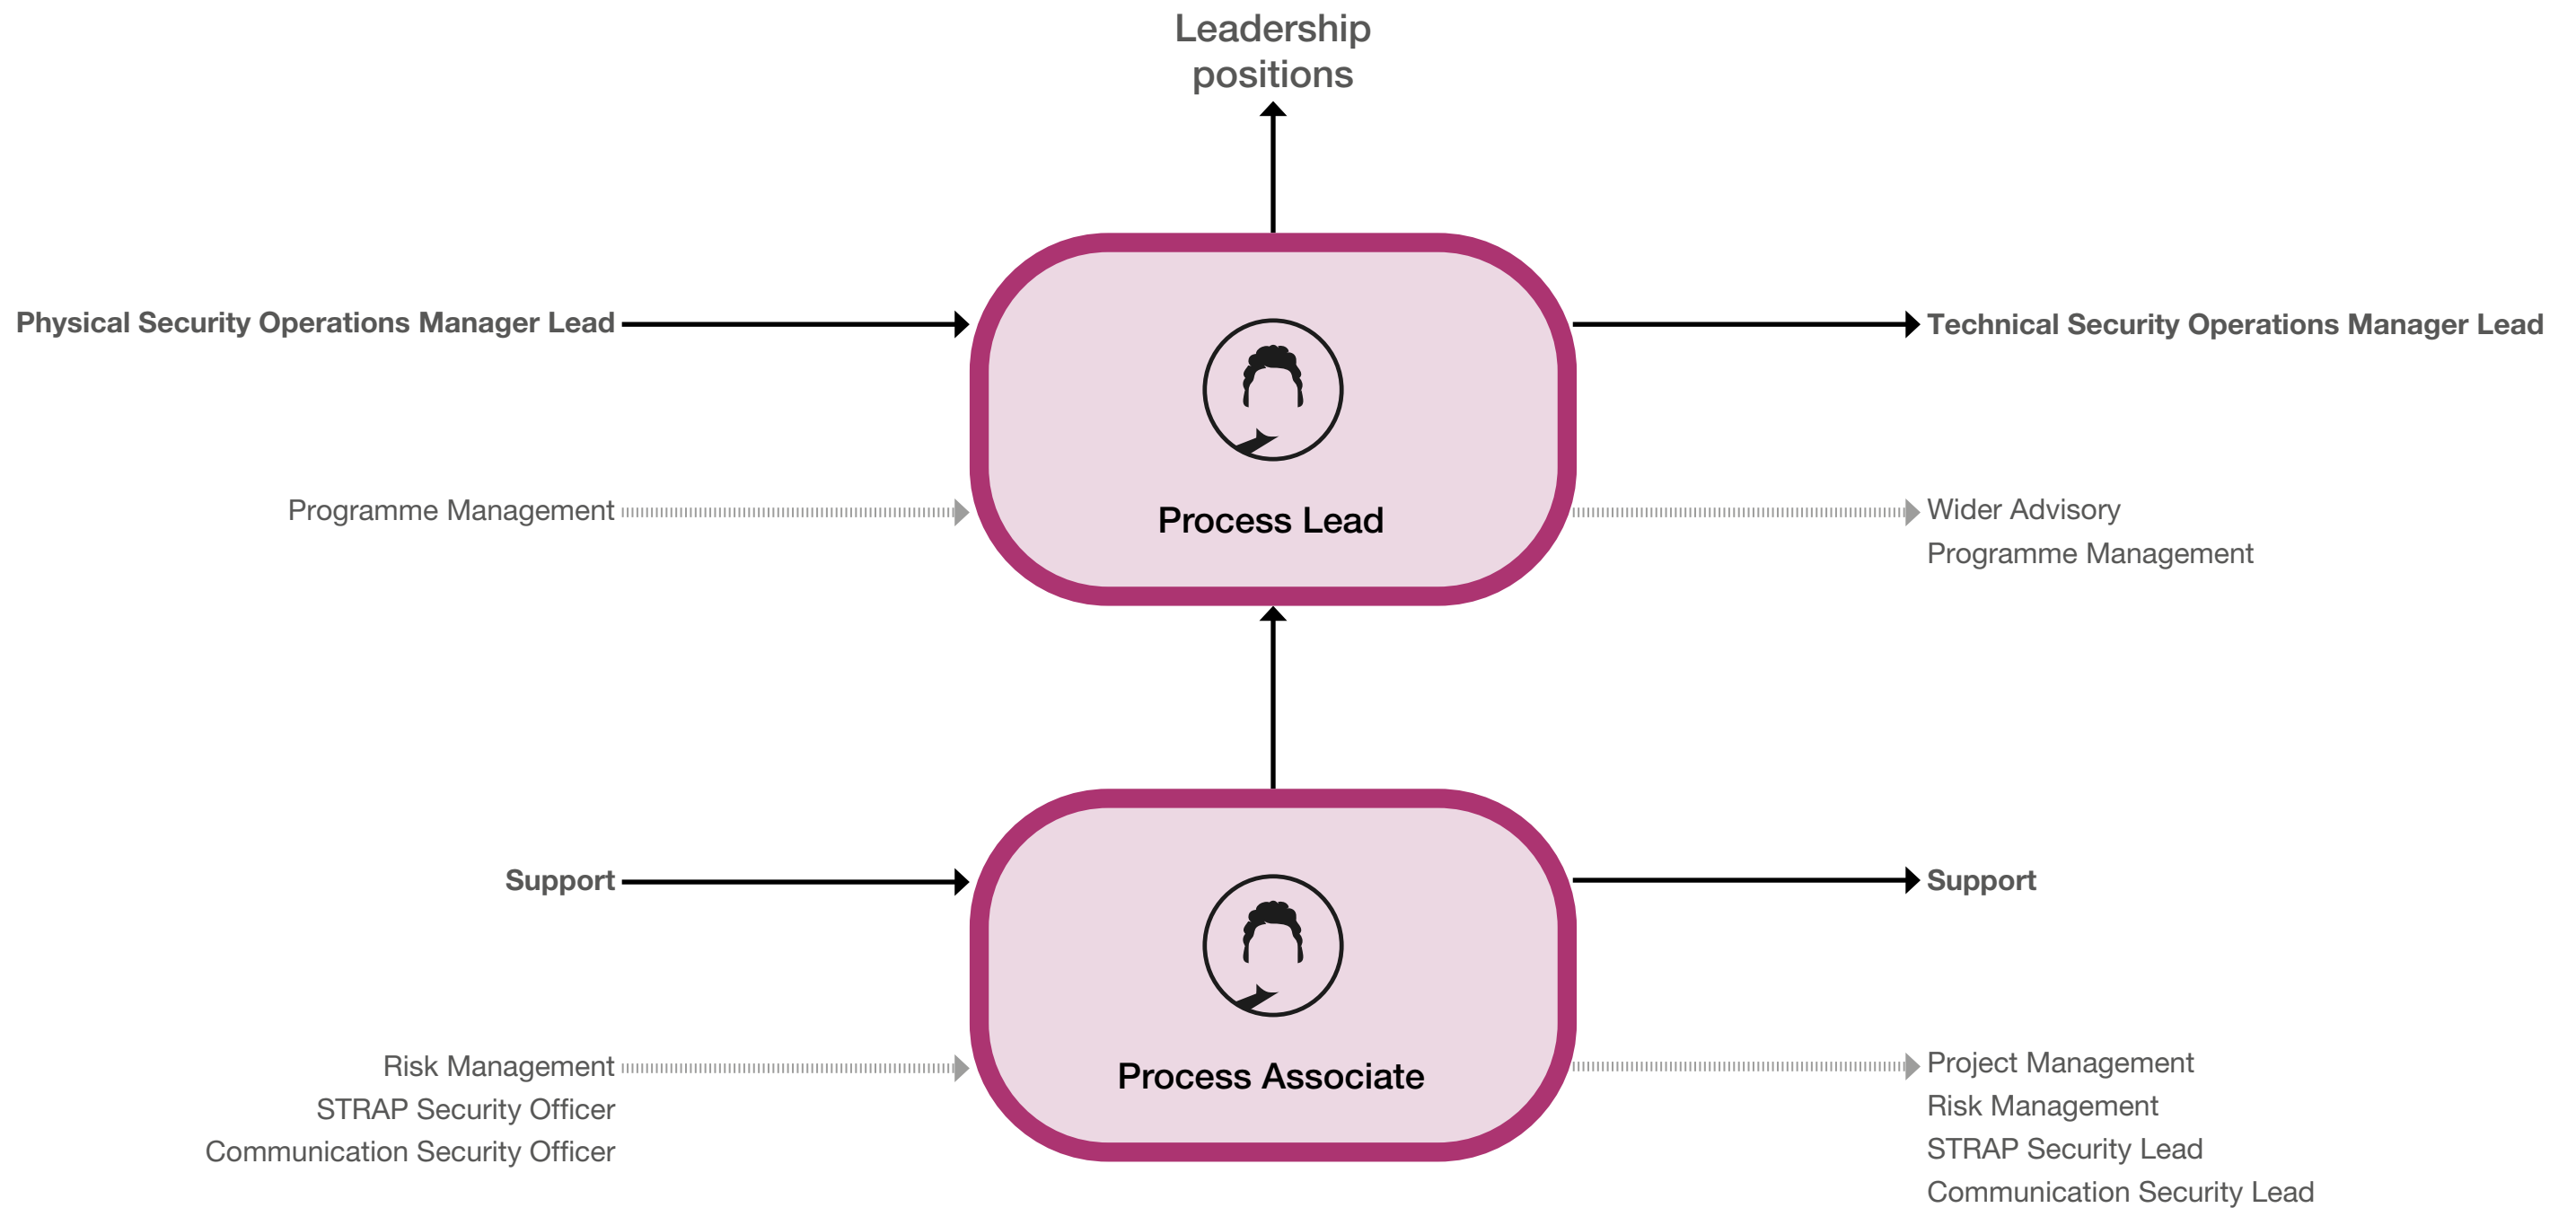 Leadership
positions
Physical Security Operations Manager Lead
Technical Security Operations Manager Lead
Programme Management
Process Lead
Wider Advisory
Programme Management
Support
Support
Risk Management
STRAP Security Officer
Communication Security Officer
Process Associate
Project Management
Risk Management
STRAP Security Lead
Communication Security Lead